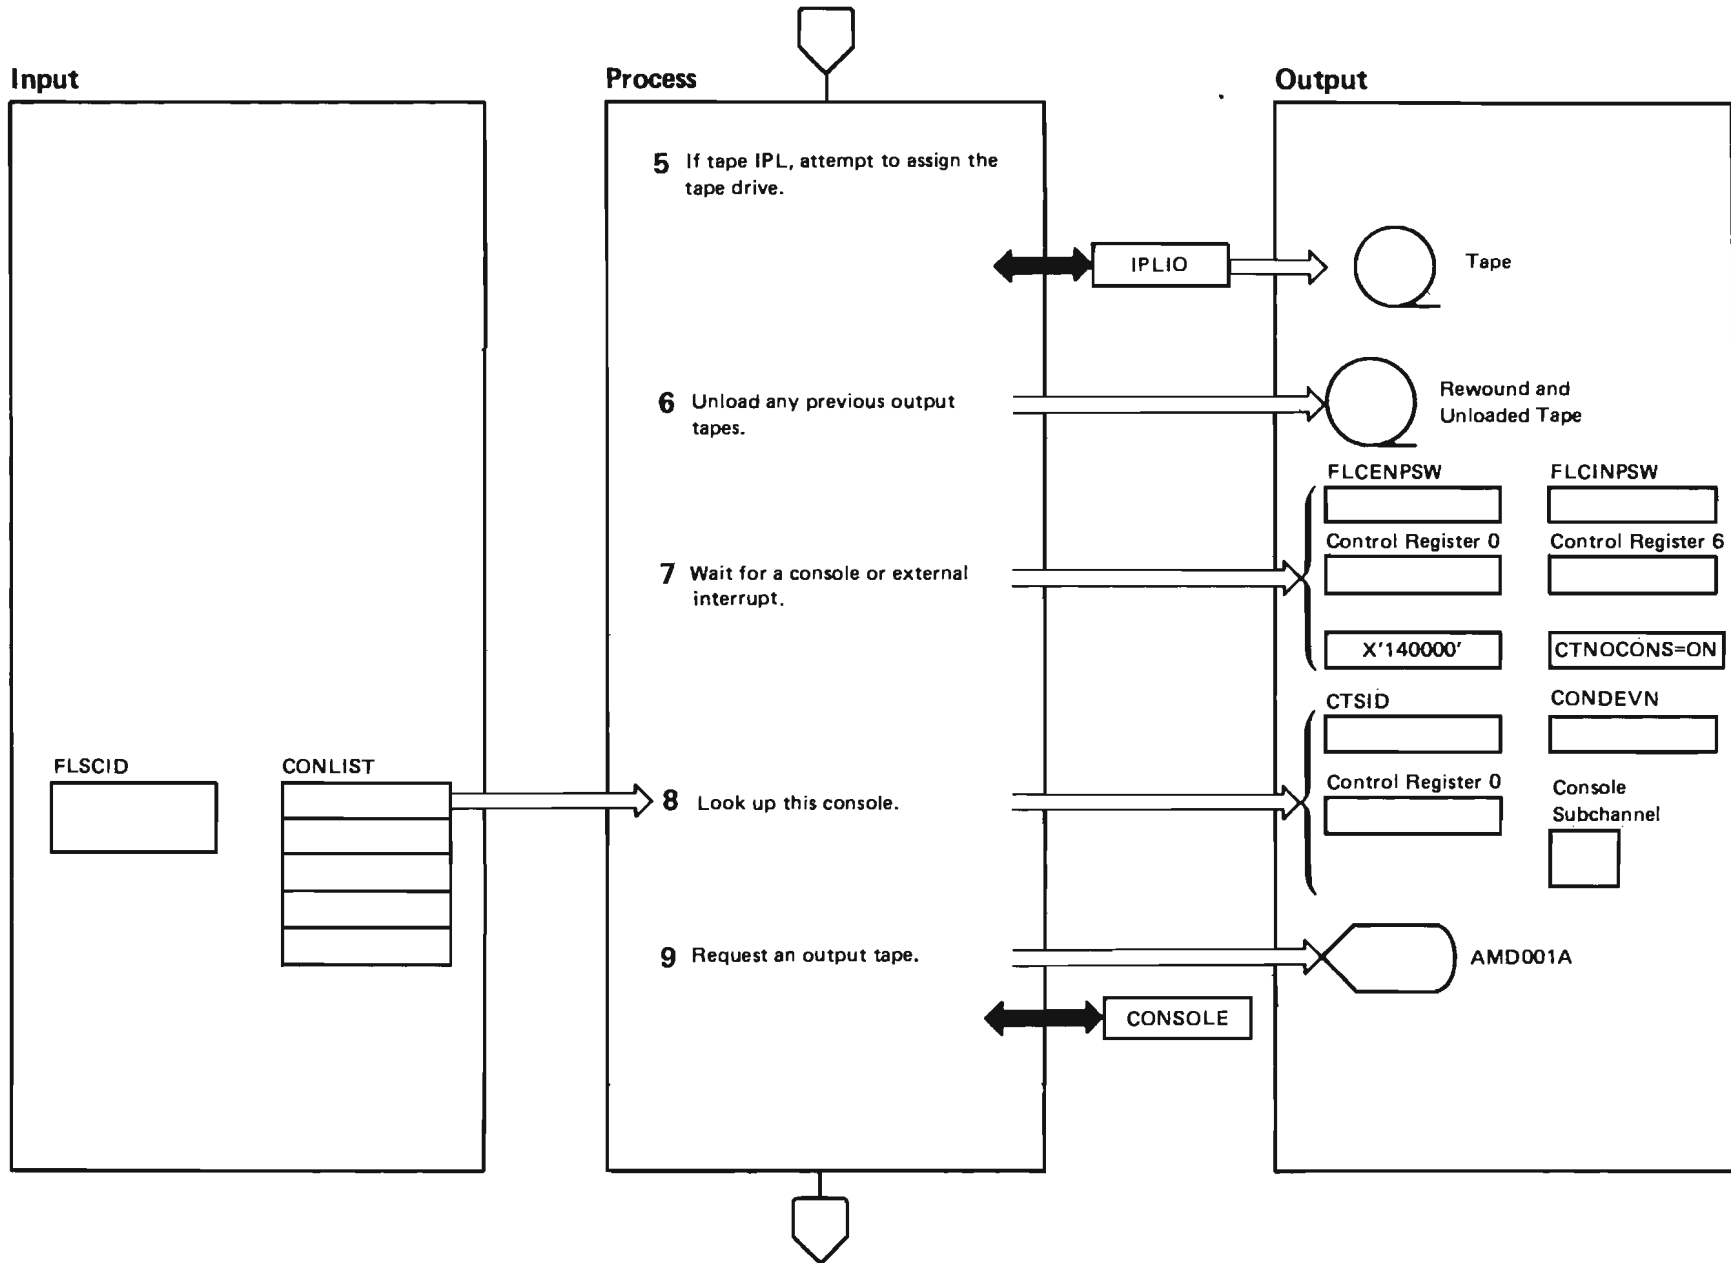 Input
Process
Output
5 If tape IPL, attempt to assign the
tape drive.
IPLIO
Tape
6 Unload any previous output
tapes.
Rewound and
Unloaded Tape
FLCENPSW
FLCINPSW
Control Register 0
Control Register 6
7 Wait for a console or external
interrupt.
X'140000'
CTNOCONS=ON
CTSID
CONDEVN
FLSCID
CONLIST
8 Look up this console.
Control Register 0
Console
Subchannel
9 Request an output tape.
AMD001A
CONSOLE